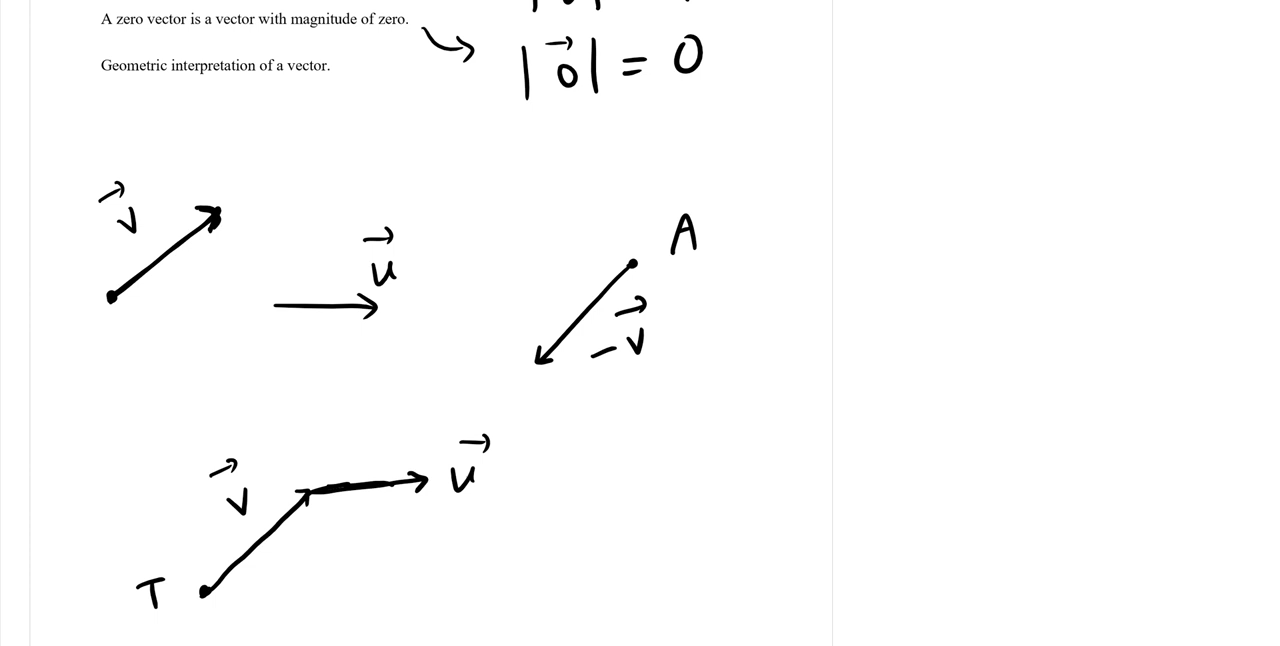 A zero vector is a vector with magnitude of zero.
|0⃗| = 0
Geometric interpretation of a vector.
v⃗
u⃗
A
-v⃗
v⃗
u⃗
T